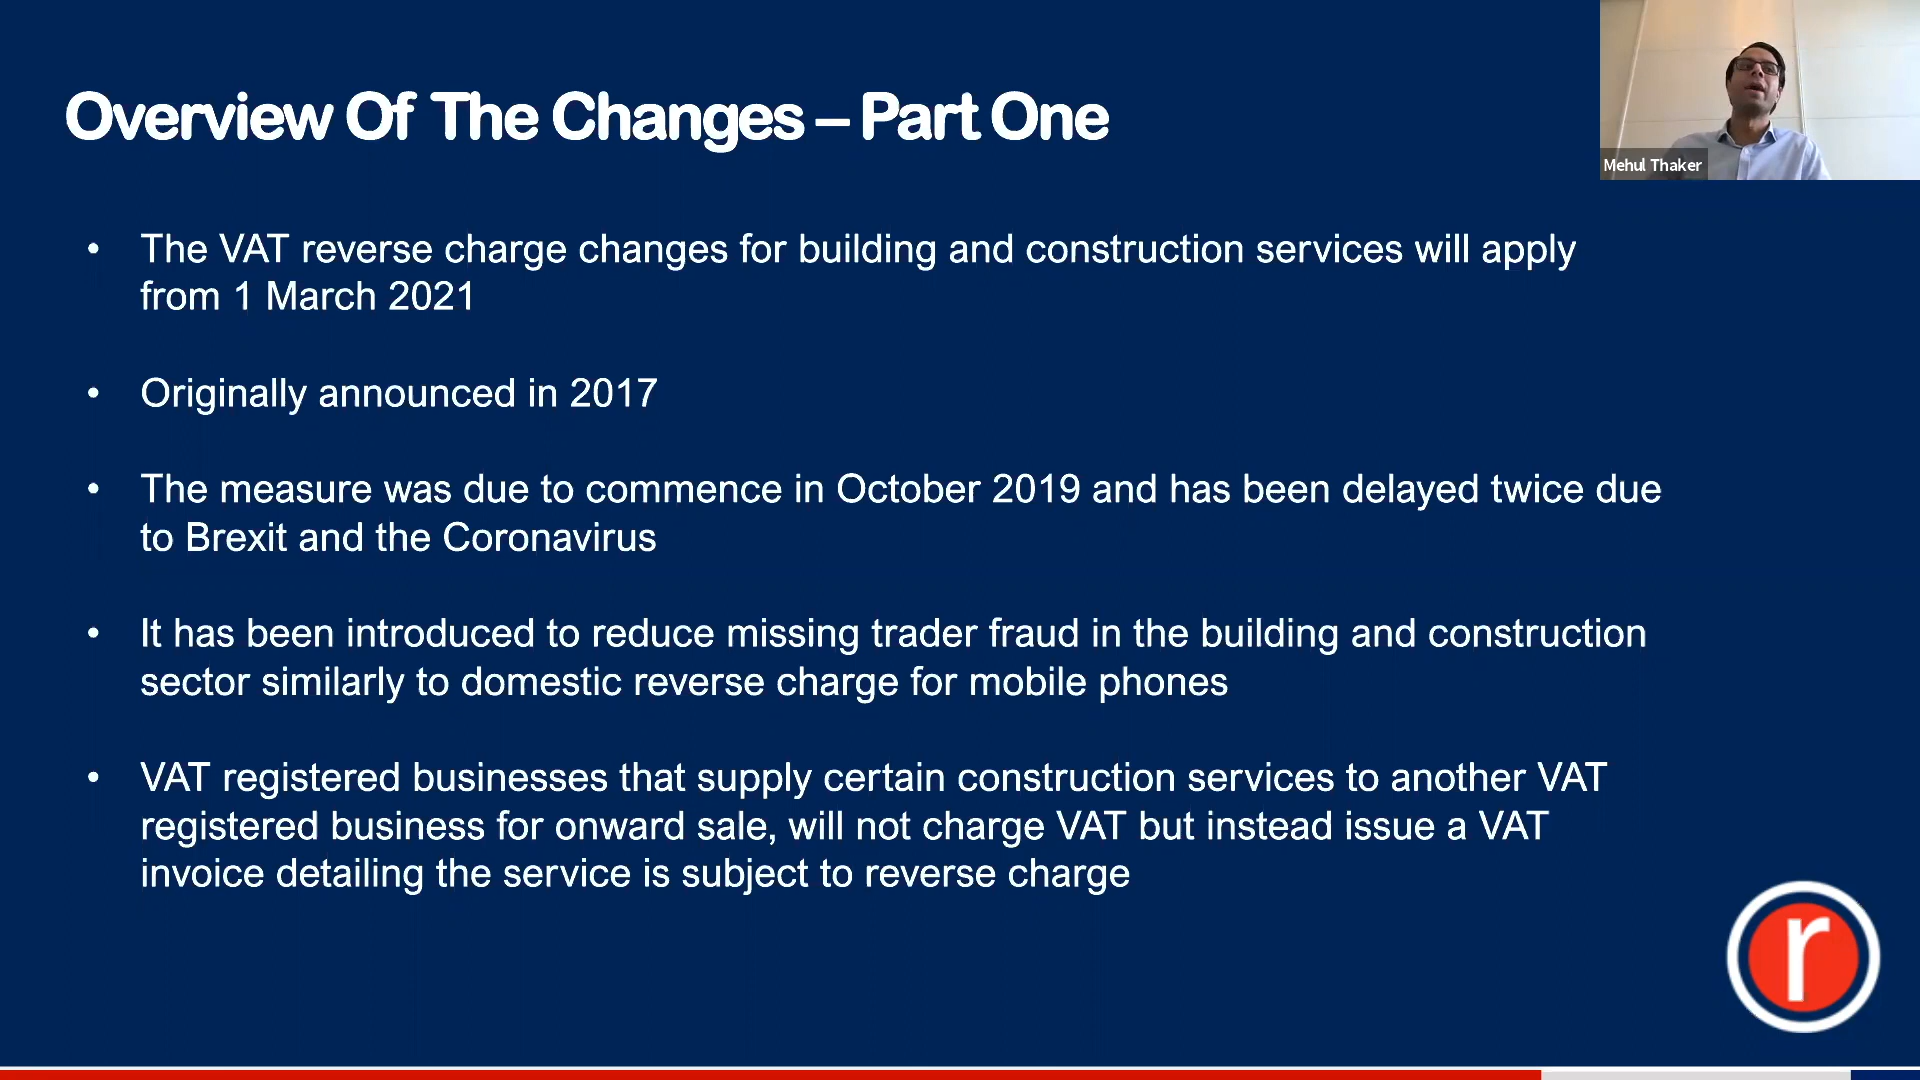 Overview Of The Changes – Part One
Mehul Thaker
• The VAT reverse charge changes for building and construction services will apply
from 1 March 2021
• Originally announced in 2017
• The measure was due to commence in October 2019 and has been delayed twice due
to Brexit and the Coronavirus
• It has been introduced to reduce missing trader fraud in the building and construction
sector similarly to domestic reverse charge for mobile phones
• VAT registered businesses that supply certain construction services to another VAT
registered business for onward sale, will not charge VAT but instead issue a VAT
invoice detailing the service is subject to reverse charge
r